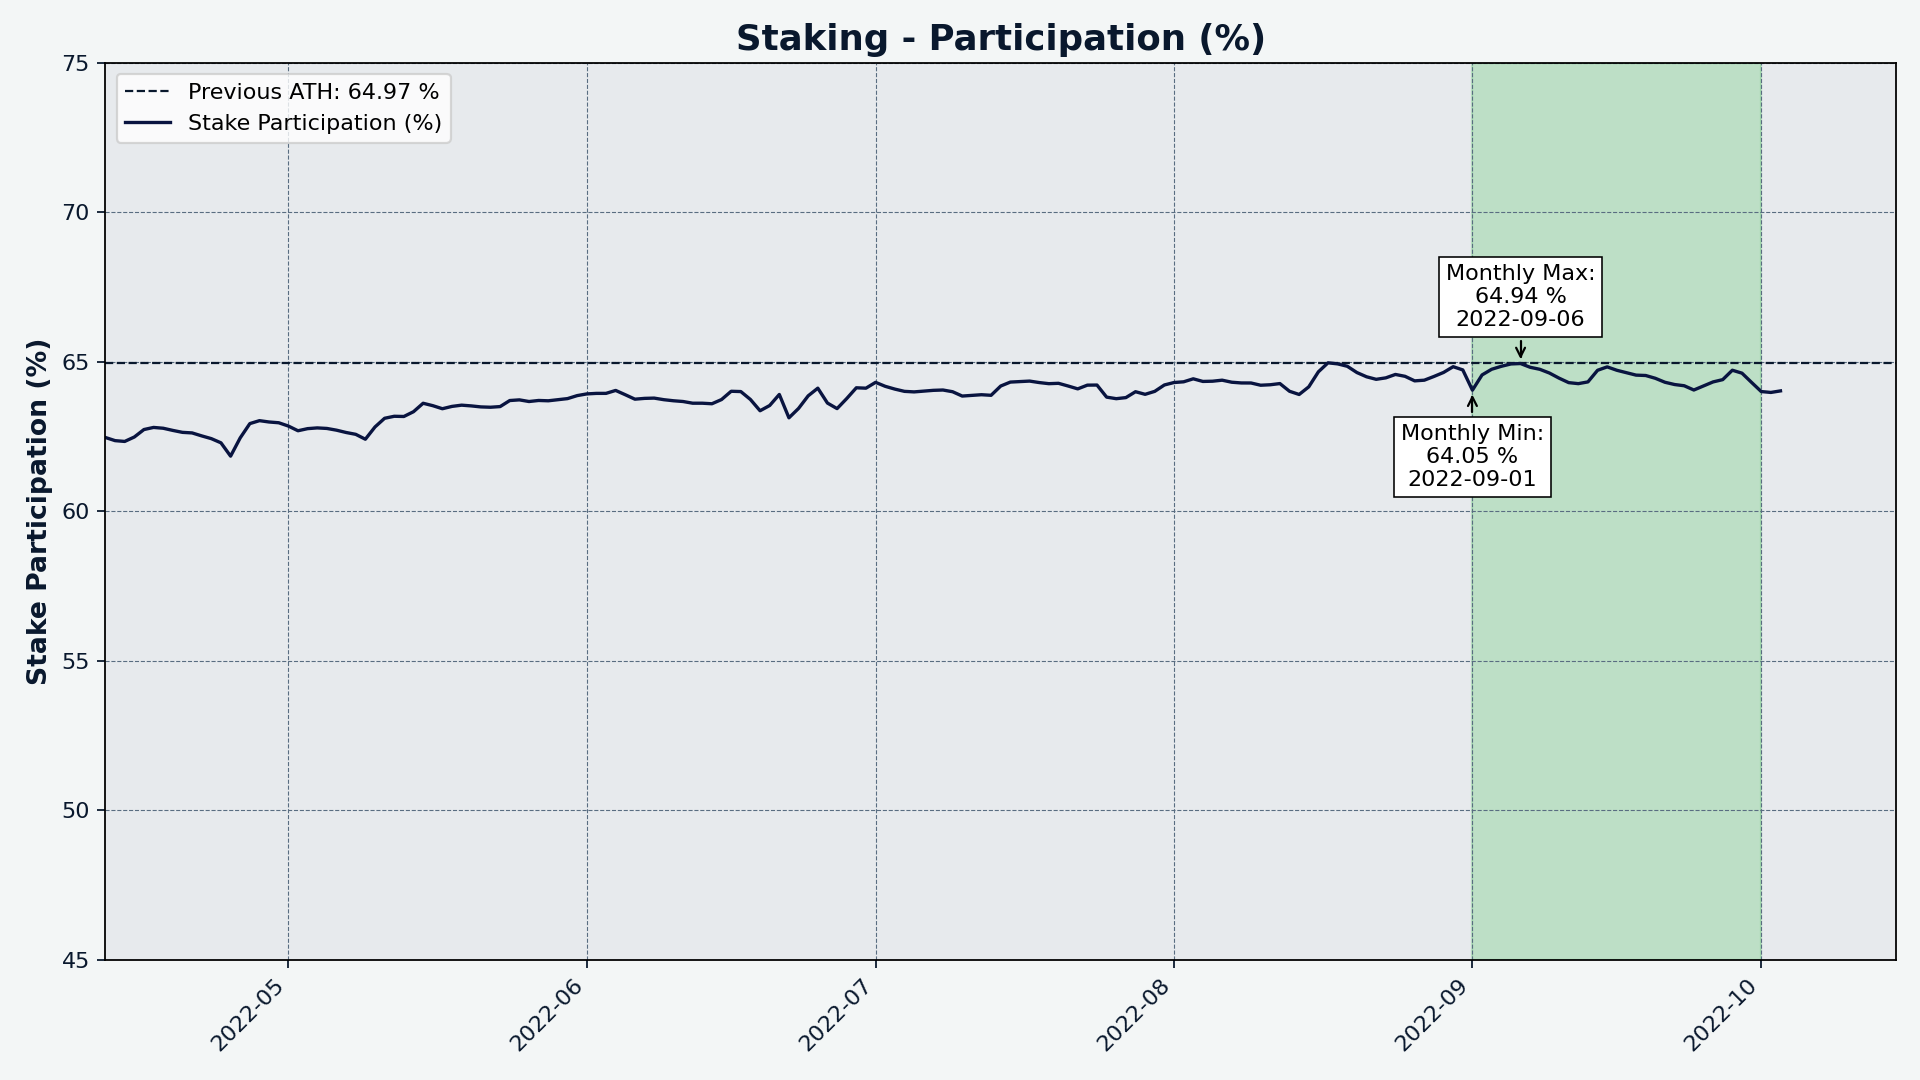 Staking - Participation (%)
Previous ATH: 64.97 %
Stake Participation (%)
Stake Participation (%)
75
70
65
60
55
50
45
Monthly Max:
64.94 %
2022-09-06
Monthly Min:
64.05 %
2022-09-01
2022-05
2022-06
2022-07
2022-08
2022-09
2022-10